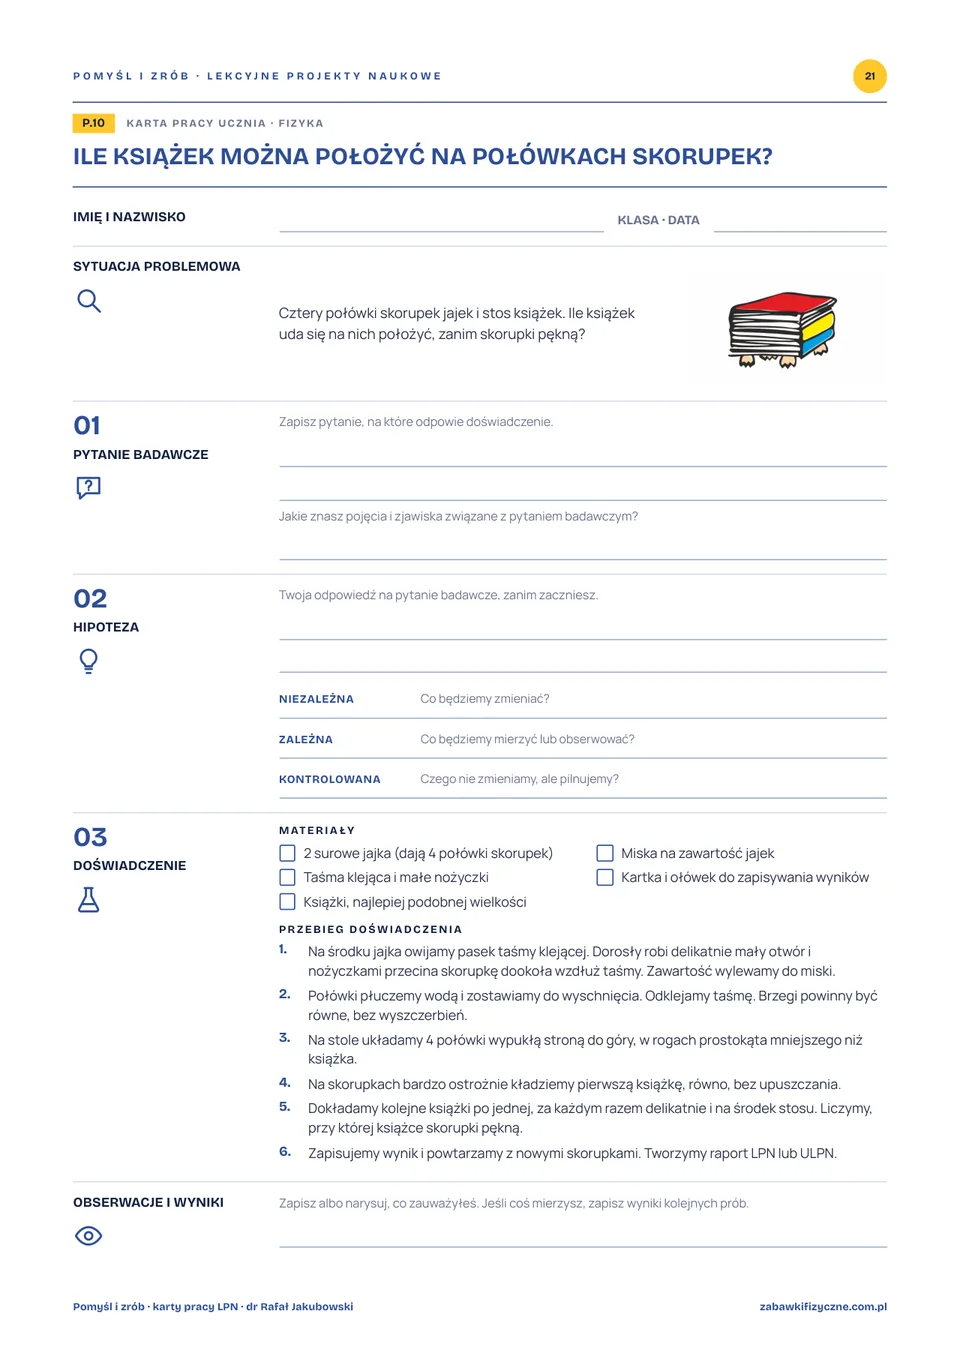 POMYŚL I ZRÓB · LEKCYJNE PROJEKTY NAUKOWE
21
P.10 KARTA PRACY UCZNIA · FIZYKA
ILE KSIĄŻEK MOŻNA POŁOŻYĆ NA POŁÓWKACH SKORUPEK?
IMIĘ I NAZWISKO
KLASA · DATA
SYTUACJA PROBLEMOWA
Cztery połówki skorupek jajek i stos książek. Ile książek
uda się na nich położyć, zanim skorupki pękną?
01
PYTANIE BADAWCZE
Zapisz pytanie, na które odpowie doświadczenie.
Jakie znasz pojęcia i zjawiska związane z pytaniem badawczym?
02
HIPOTEZA
Twoja odpowiedź na pytanie badawcze, zanim zaczniesz.
NIEZALEŻNA Co będziemy zmieniać?
ZALEŻNA Co będziemy mierzyć lub obserwować?
KONTROLOWANA Czego nie zmieniamy, ale pilnujemy?
03
DOŚWIADCZENIE
MATERIAŁY
2 surowe jajka (dają 4 połówki skorupek)
Miska na zawartość jajek
Taśma klejąca i małe nożyczki
Kartka i ołówek do zapisywania wyników
Książki, najlepiej podobnej wielkości
PRZEBIEG DOŚWIADCZENIA
1. Na środku jajka owijamy pasek taśmy klejącej. Dorosły robi delikatnie mały otwór i
nożyczkami przecina skorupkę dookoła wzdłuż taśmy. Zawartość wylewamy do miski.
2. Połówki płuczemy wodą i zostawiamy do wyschnięcia. Odklejamy taśmę. Brzegi powinny być
równe, bez wyszczerbień.
3. Na stole układamy 4 połówki wypukłą stroną do góry, w rogach prostokąta mniejszego niż
książka.
4. Na skorupkach bardzo ostrożnie kładziemy pierwszą książkę, równo, bez upuszczania.
5. Dokładamy kolejne książki po jednej, za każdym razem delikatnie i na środek stosu. Liczymy,
przy której książce skorupki pękną.
6. Zapisujemy wynik i powtarzamy z nowymi skorupkami. Tworzymy raport LPN lub ULPN.
OBSERWACJE I WYNIKI
Zapisz albo narysuj, co zauważyłeś. Jeśli coś mierzysz, zapisz wyniki kolejnych prób.
Pomyśl i zrób · karty pracy LPN · dr Rafał Jakubowski
zabawkifizyczne.com.pl